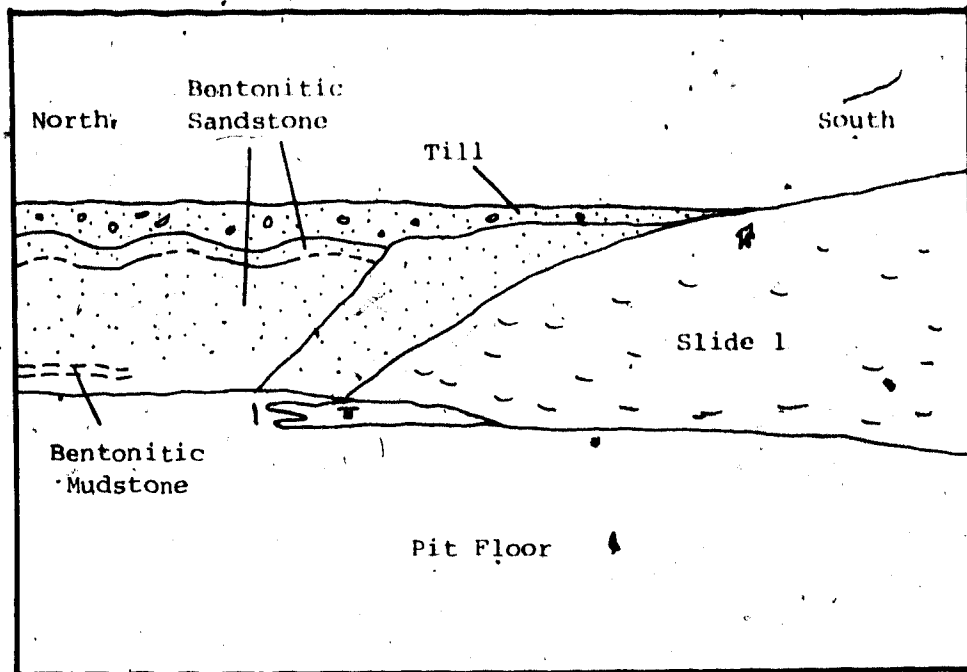 Bentonitic
Sandstone
North
South
Till
Slide 1
Bentonitic
Mudstone
Pit Floor